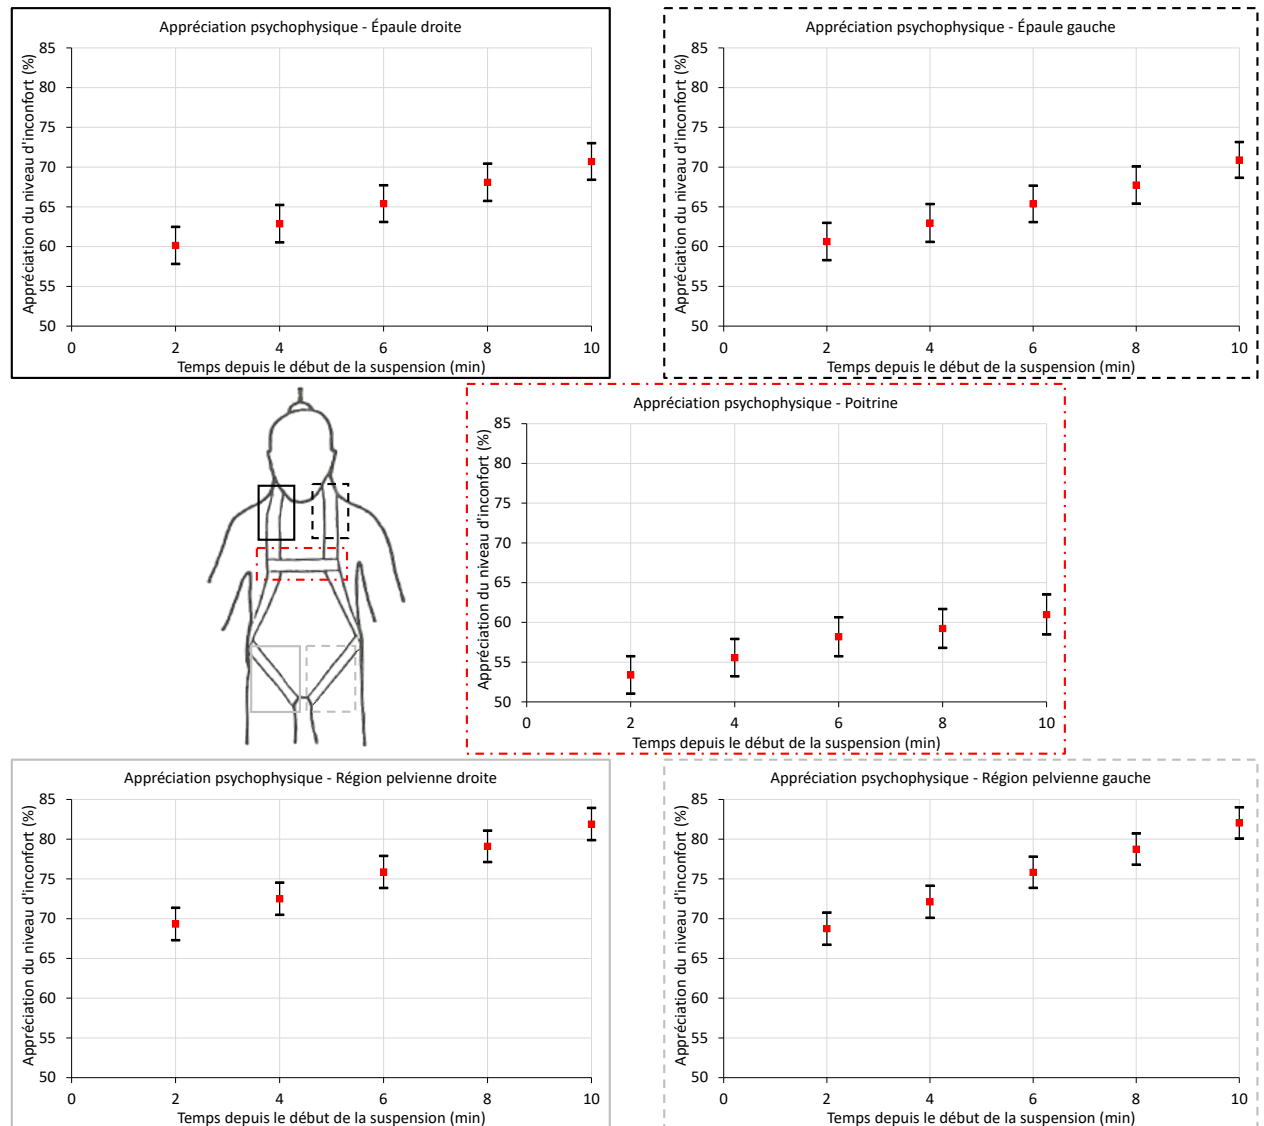 Appréciation psychophysique - Épaule droite
Appréciation du niveau d'inconfort (%)
85
80
75
70
65
60
55
50
0 2 4 6 8 10
Temps depuis le début de la suspension (min)
Appréciation psychophysique - Épaule gauche
Appréciation du niveau d'inconfort (%)
85
80
75
70
65
60
55
50
0 2 4 6 8 10
Temps depuis le début de la suspension (min)
Appréciation psychophysique - Poitrine
Appréciation du niveau d'inconfort (%)
85
80
75
70
65
60
55
50
0 2 4 6 8 10
Temps depuis le début de la suspension (min)
Appréciation psychophysique - Région pelvienne droite
Appréciation du niveau d'inconfort (%)
85
80
75
70
65
60
55
50
0 2 4 6 8 10
Temps depuis le début de la suspension (min)
Appréciation psychophysique - Région pelvienne gauche
Appréciation du niveau d'inconfort (%)
85
80
75
70
65
60
55
50
0 2 4 6 8 10
Temps depuis le début de la suspension (min)